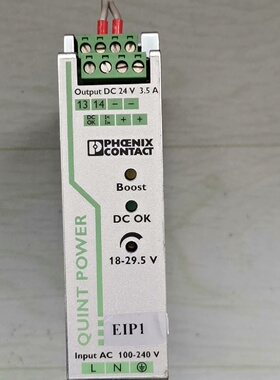 Output DC 24 V 3.5 A
13 14 − −
DC OK + +
PHŒNIX
CONTACT
Boost
DC OK
18-29.5 V
QUINT POWER
EIP1
Input AC 100-240 V
L N